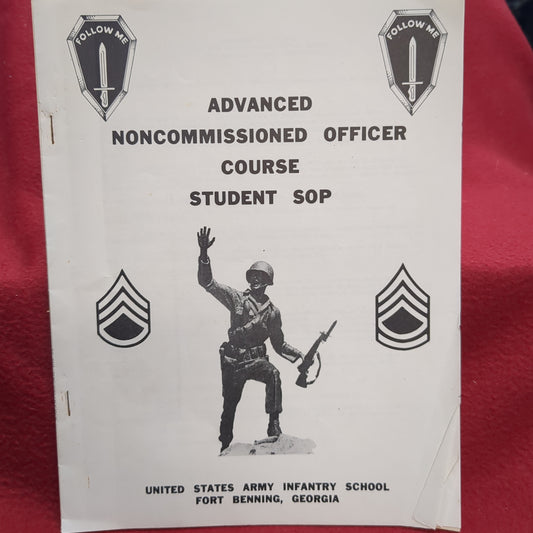 FOLLOW ME
FOLLOW ME
ADVANCED
NONCOMMISSIONED OFFICER
COURSE
STUDENT SOP
UNITED STATES ARMY INFANTRY SCHOOL
FORT BENNING, GEORGIA